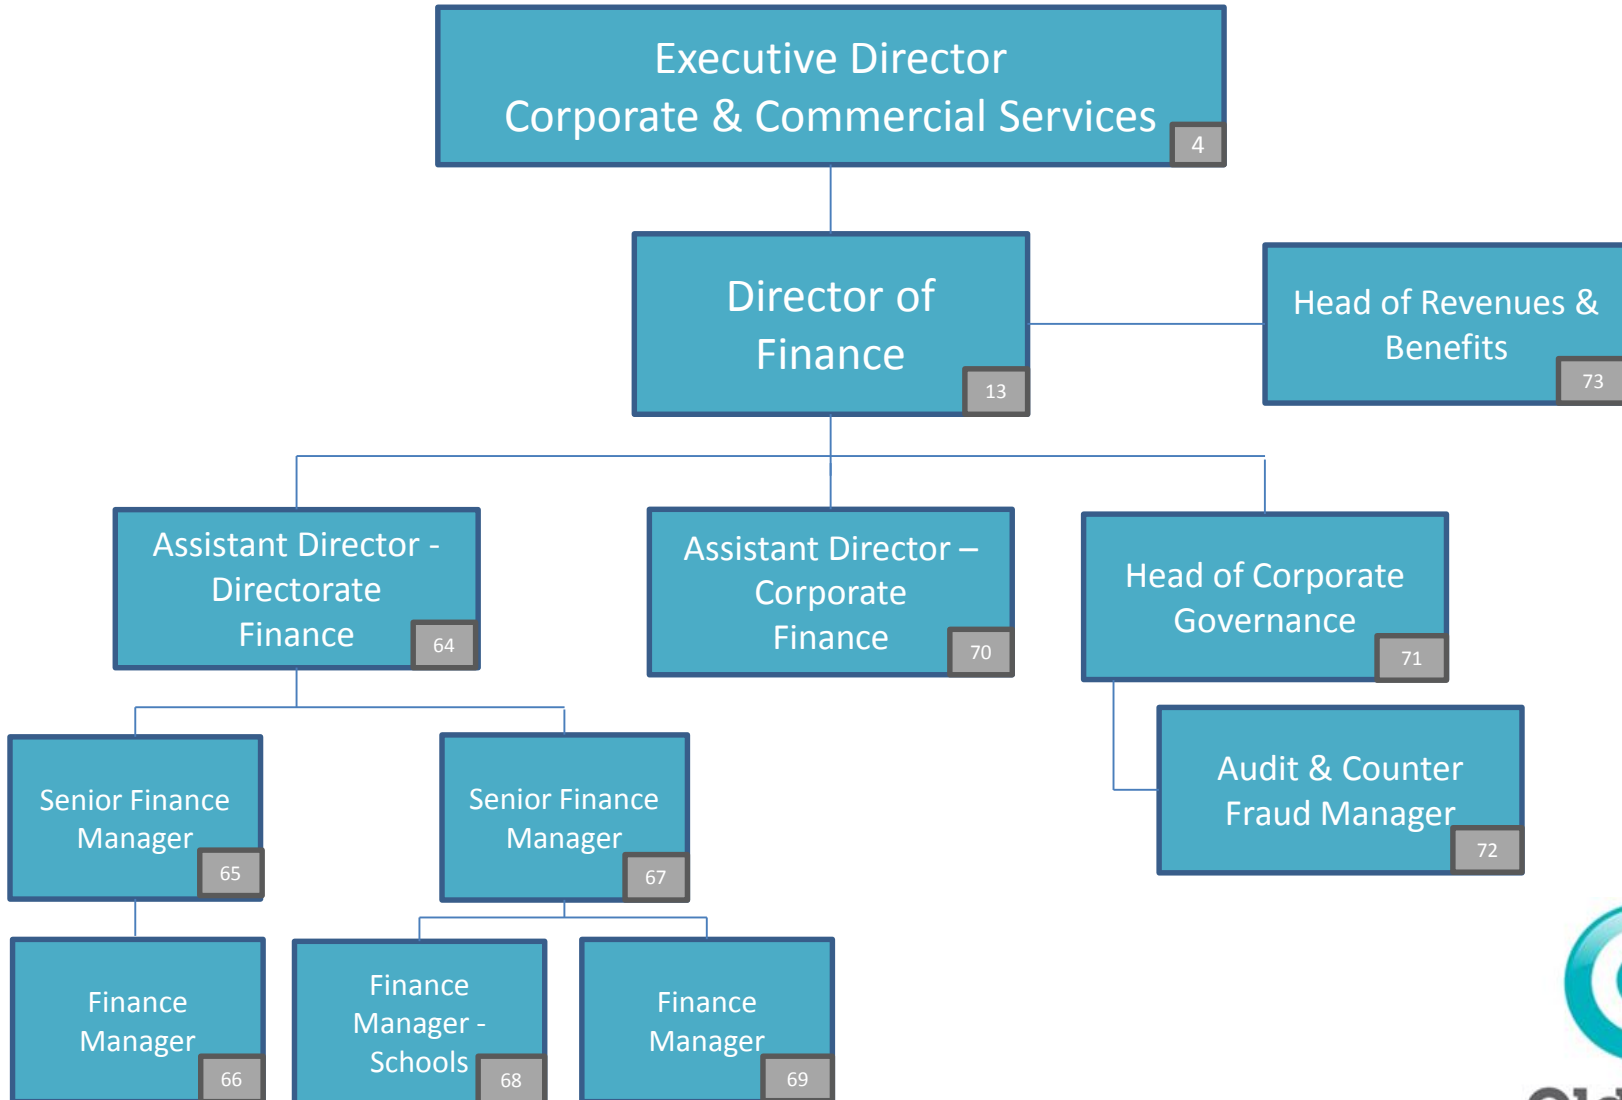 Executive Director
Corporate & Commercial Services
4
Director of
Finance
13
Head of Revenues &
Benefits
73
Assistant Director -
Directorate
Finance
64
Assistant Director –
Corporate
Finance
70
Head of Corporate
Governance
71
Senior Finance
Manager
65
Senior Finance
Manager
67
Audit & Counter
Fraud Manager
72
Finance
Manager
66
Finance
Manager -
Schools
68
Finance
Manager
69